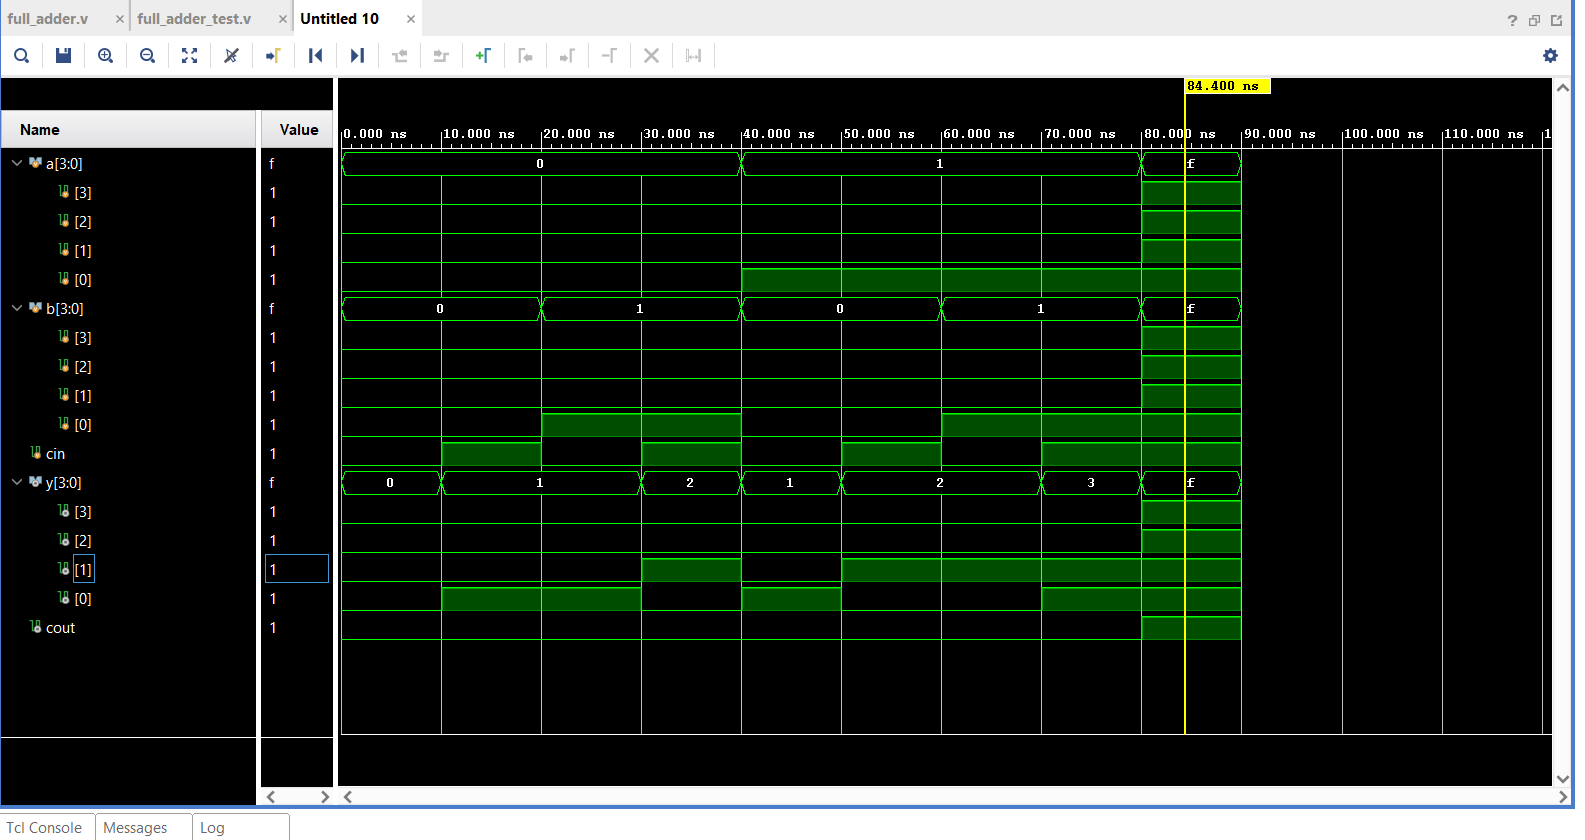 full_adder.v × full_adder_test.v × Untitled 10 ×
?
84.400 ns
Name Value
0.000 ns 10.000 ns 20.000 ns 30.000 ns 40.000 ns 50.000 ns 60.000 ns 70.000 ns 80.000 ns 90.000 ns 100.000 ns 110.000 ns 1
a[3:0] f 0 1 f
[3] 1
[2] 1
[1] 1
[0] 1
b[3:0] f 0 1 0 1 f
[3] 1
[2] 1
[1] 1
[0] 1
cin 1
y[3:0] f 0 1 2 1 2 3 f
[3] 1
[2] 1
[1] 1
[0] 1
cout 1
Tcl Console Messages Log